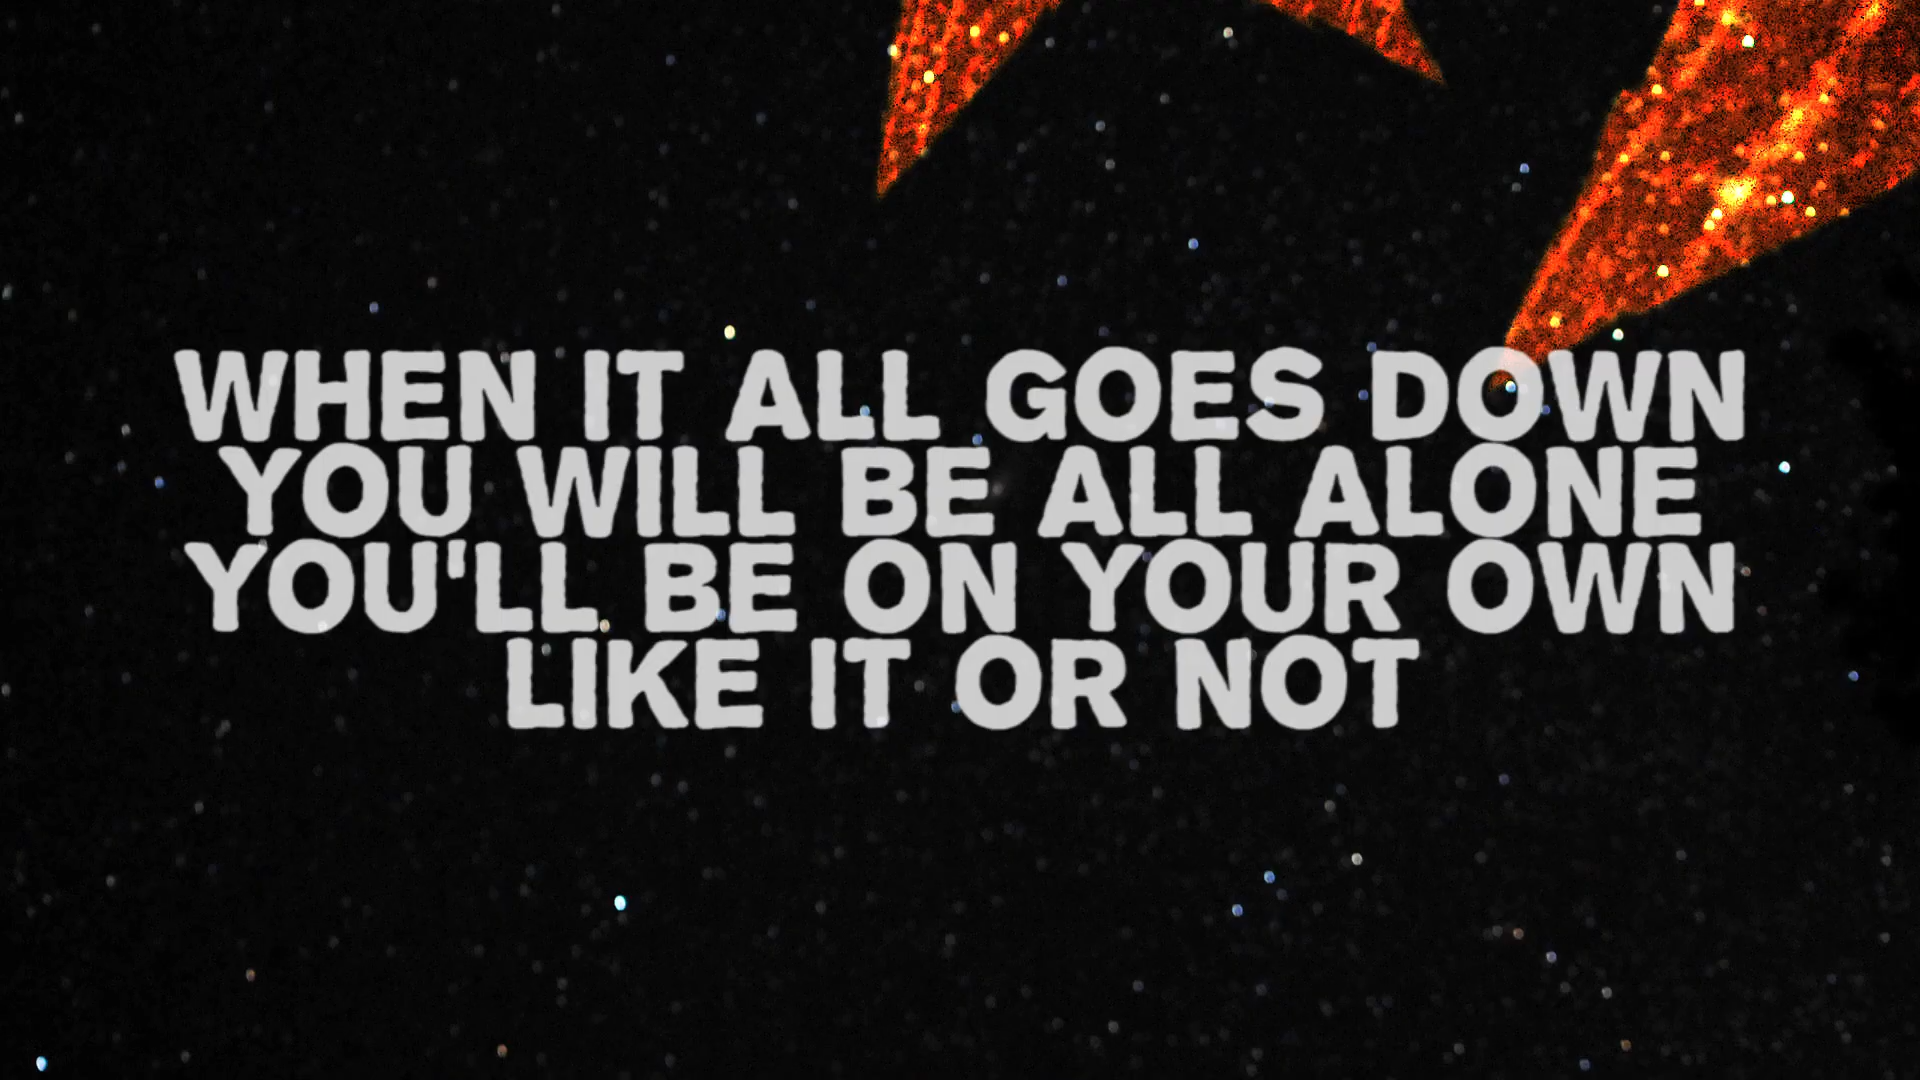 WHEN IT ALL GOES DOWN
YOU WILL BE ALL ALONE
YOU'LL BE ON YOUR OWN
LIKE IT OR NOT